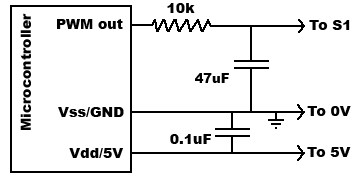 10k
PWM out
To S1
Microcontroller
47uF
Vss/GND
To 0V
0.1uF
Vdd/5V
To 5V